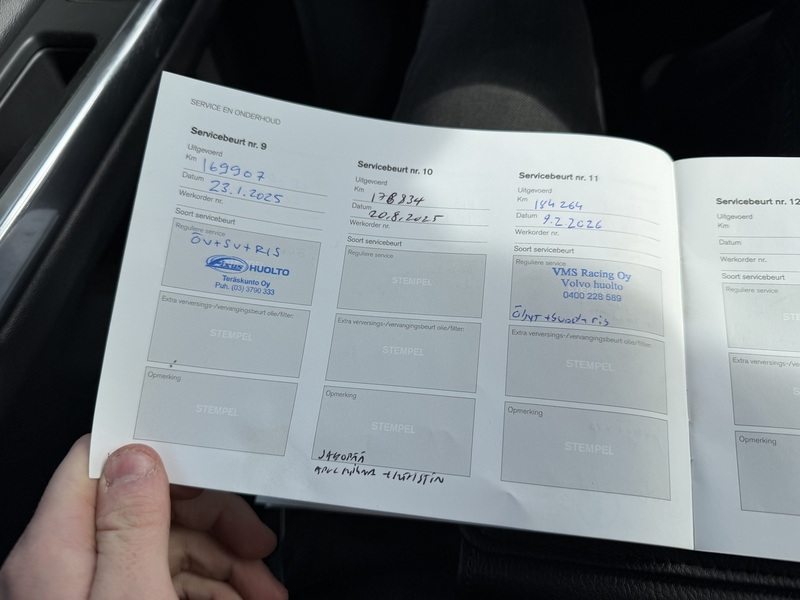 SERVICE EN ONDERHOUD
Servicebeurt nr. 9
Uitgevoerd
Km 169907
Datum 23.1.2025
Werkorder nr.
Soort servicebeurt
Reguliere service
ÖV+SV+RIS
Fixus HUOLTO
Teräskunto Oy
Puh. (03) 3790 333
Extra verversings-/vervangingsbeurt olie/filter:
STEMPEL
Opmerking
STEMPEL
Servicebeurt nr. 10
Uitgevoerd
Km 178834
Datum 20.8.2025
Werkorder nr.
Soort servicebeurt
Reguliere service
STEMPEL
Extra verversings-/vervangingsbeurt olie/filter:
STEMPEL
Opmerking
STEMPEL
JAKOPÄÄ
Servicebeurt nr. 11
Uitgevoerd
Km 184264
Datum 9.2.2026
Werkorder nr.
Soort servicebeurt
Reguliere service
VMS Racing Oy
Volvo huolto
0400 228 589
Extra verversings-/vervangingsbeurt olie/filter:
STEMPEL
Opmerking
STEMPEL
Servicebeurt nr. 12
Uitgevoerd
Km
Datum
Werkorder nr.
Soort servicebeurt
Reguliere service
Extra
Opmerking